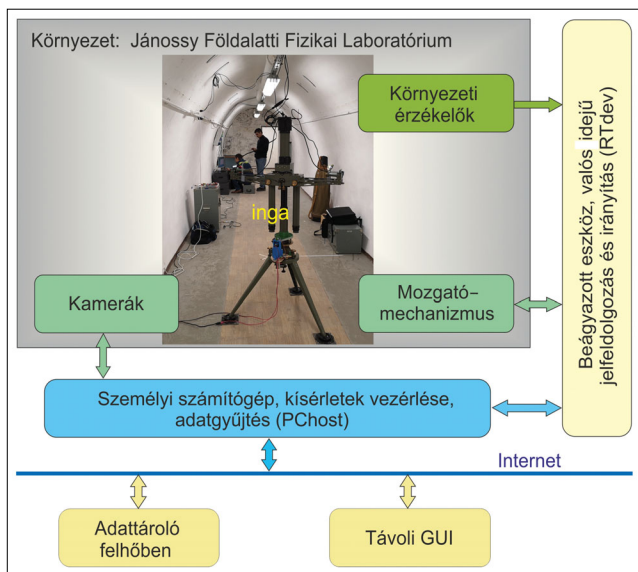 Környezet: Jánossy Földalatti Fizikai Laboratórium
Környezeti
érzékelők
inga
Kamerák
Mozgató–
mechanizmus
Beágyazott eszköz, valós idejű
jelfeldolgozás és irányítás (RTdev)
Személyi számítógép, kísérletek vezérlése,
adatgyűjtés (PChost)
Internet
Adattároló
felhőben
Távoli GUI